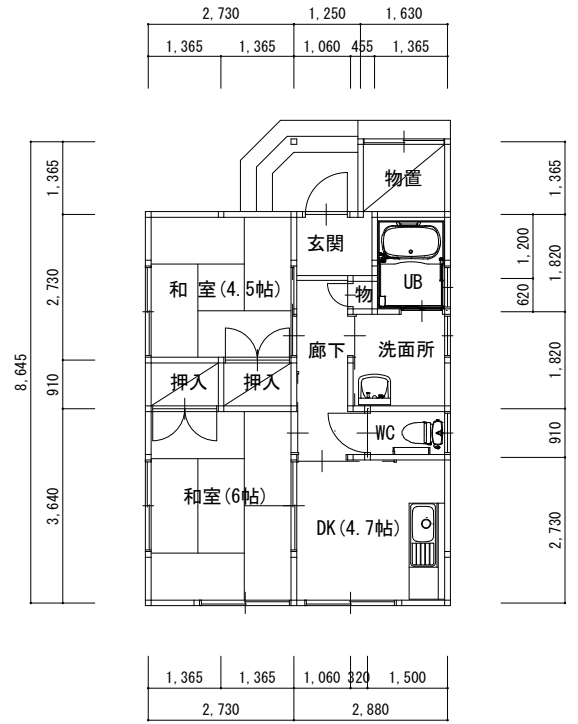 2,730 1,250 1,630
1,365 1,365 1,060 455 1,365
物置
玄関
和 室(4.5帖)
UB
物
廊下
洗面所
押入 押入
WC
和室(6帖)
DK(4.7帖)
8,645
1,365
2,730
910
3,640
1,365
1,200
620
1,820
1,820
910
2,730
1,365 1,365 1,060 320 1,500
2,730 2,880